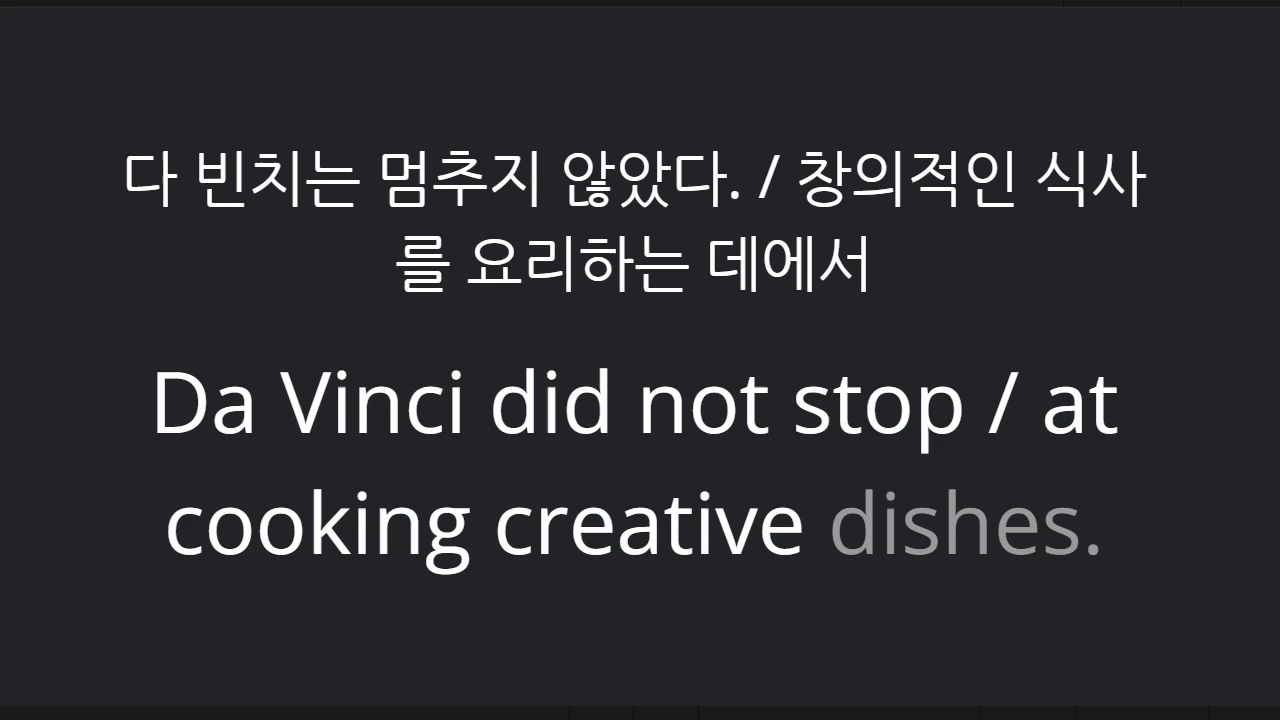 다 빈치는 멈추지 않았다. / 창의적인 식사
를 요리하는 데에서
Da Vinci did not stop / at
cooking creative dishes.